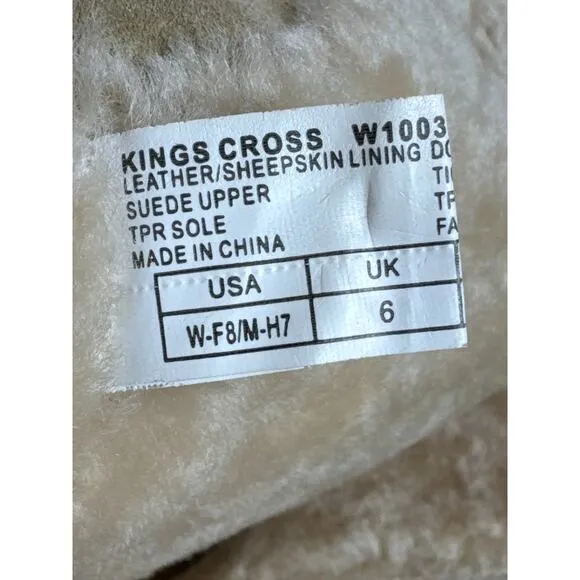 KINGS CROSS W1003
LEATHER/SHEEPSKIN LINING
SUEDE UPPER
TPR SOLE
MADE IN CHINA
USA UK
W-F8/M-H7 6